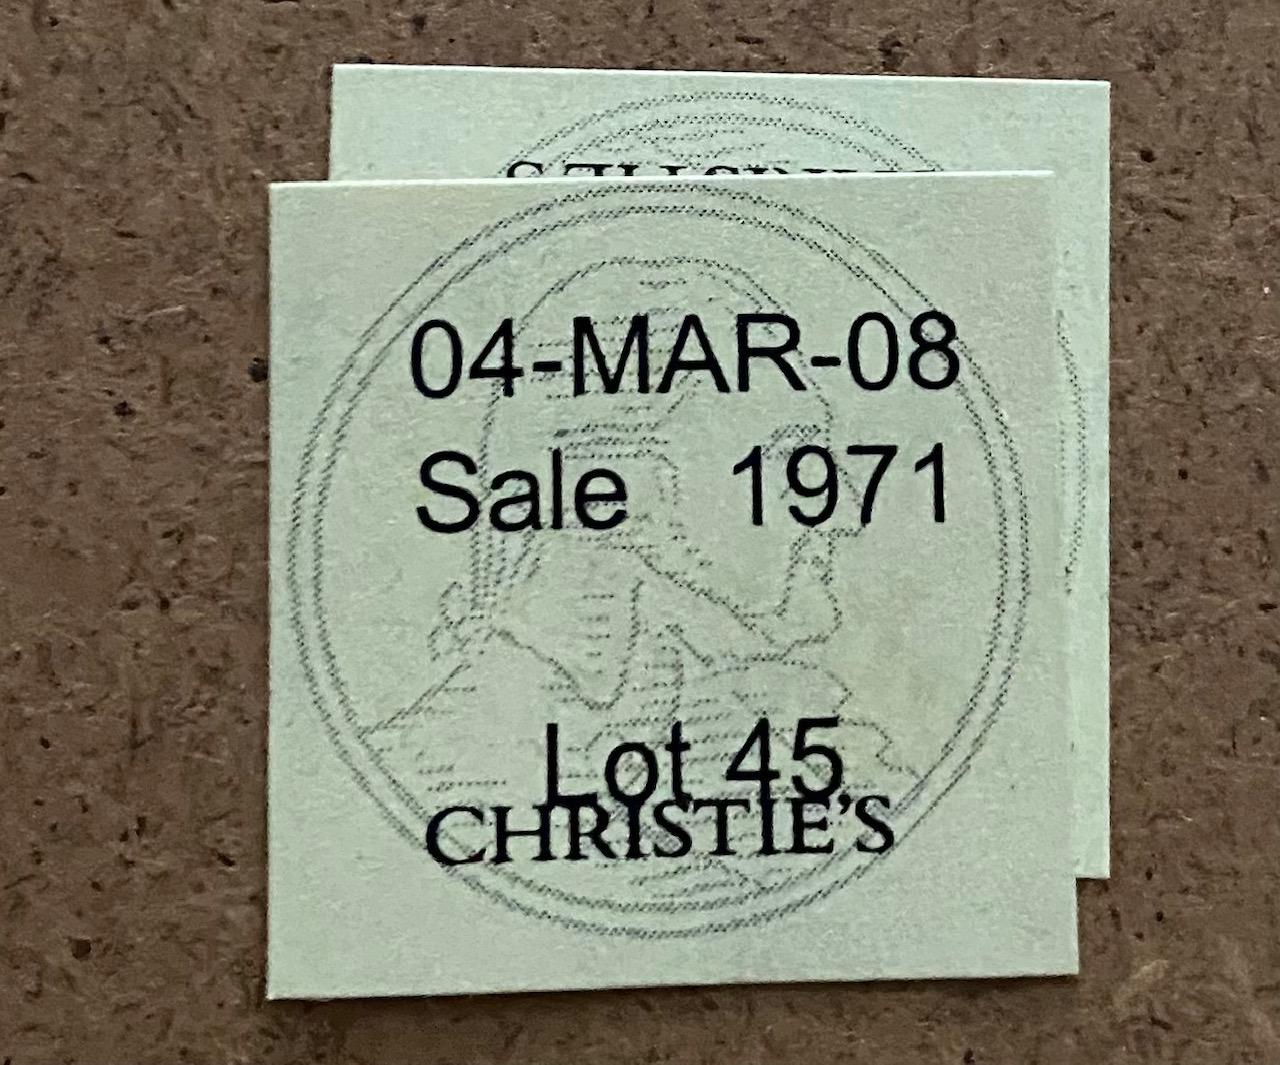 04-MAR-08
Sale 1971
Lot 45
CHRISTIE'S